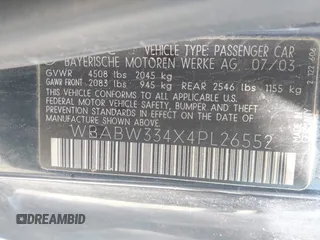 VEHICLE TYPE: PASSENGER CAR
BAYERISCHE MOTOREN WERKE AG 07/03
GVWR 4508 lbs 2045 kg
GAWR FRONT 2083 lbs 945 kg REAR 2546 lbs 1155 kg
THIS VEHICLE CONFORMS TO ALL APPLICABLE U.S.
FEDERAL MOTOR VEHICLE SAFETY, BUMPER, AND
THEFT PREVENTION STANDARDS IN EFFECT ON THE
DATE OF MANUFACTURE SHOWN ABOVE.
WBABW334X4PL26552
DREAMBID